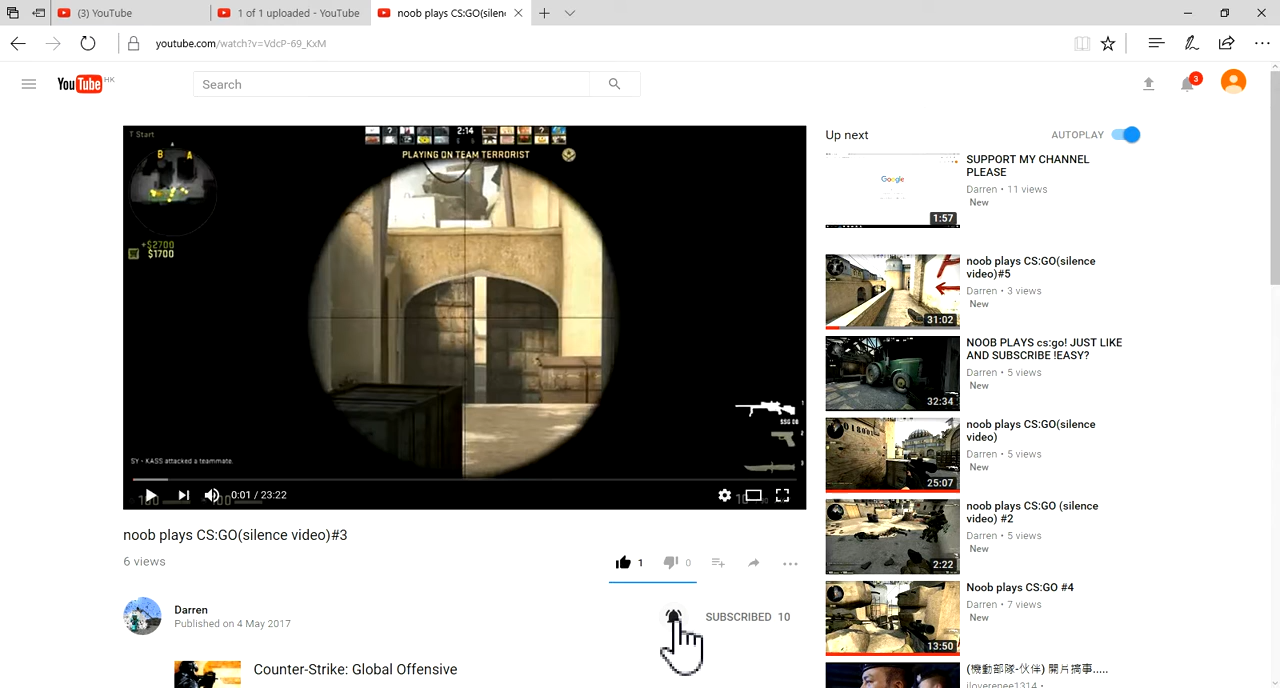 (3) YouTube
1 of 1 uploaded - YouTube
noob plays CS:GO(silen
youtube.com/watch?v=VdcP-69_KxM
YouTube HK
Search
3
T Start
B A
+$2700
$1700
2:14
PLAYING ON TEAM TERRORIST
1
SSG 08
2
SY - KASS attacked a teammate.
0:01 / 23:22
noob plays CS:GO(silence video)#3
6 views
1
0
Darren
Published on 4 May 2017
SUBSCRIBED 10
Counter-Strike: Global Offensive
Up next
AUTOPLAY
Google
1:57
SUPPORT MY CHANNEL
PLEASE
Darren • 11 views
New
31:02
noob plays CS:GO(silence
video)#5
Darren • 3 views
New
32:34
NOOB PLAYS cs:go! JUST LIKE
AND SUBSCRIBE !EASY?
Darren • 5 views
New
25:07
noob plays CS:GO(silence
video)
Darren • 5 views
New
2:22
noob plays CS:GO (silence
video) #2
Darren • 5 views
New
13:50
Noob plays CS:GO #4
Darren • 7 views
New
(機動部隊-伙伴) 開片搞事.....
iloverenee1314 •